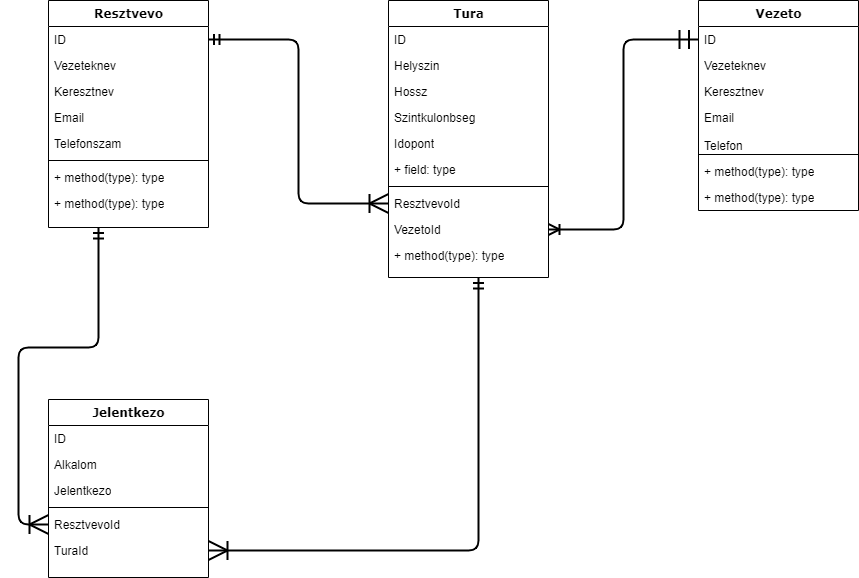 Resztvevo
ID
Vezeteknev
Keresztnev
Email
Telefonszam
+ method(type): type
+ method(type): type
Tura
ID
Helyszin
Hossz
Szintkulonbseg
Idopont
+ field: type
ResztvevoId
VezetoId
+ method(type): type
Vezeto
ID
Vezeteknev
Keresztnev
Email
Telefon
+ method(type): type
+ method(type): type
Jelentkezo
ID
Alkalom
Jelentkezo
ResztvevoId
TuraId